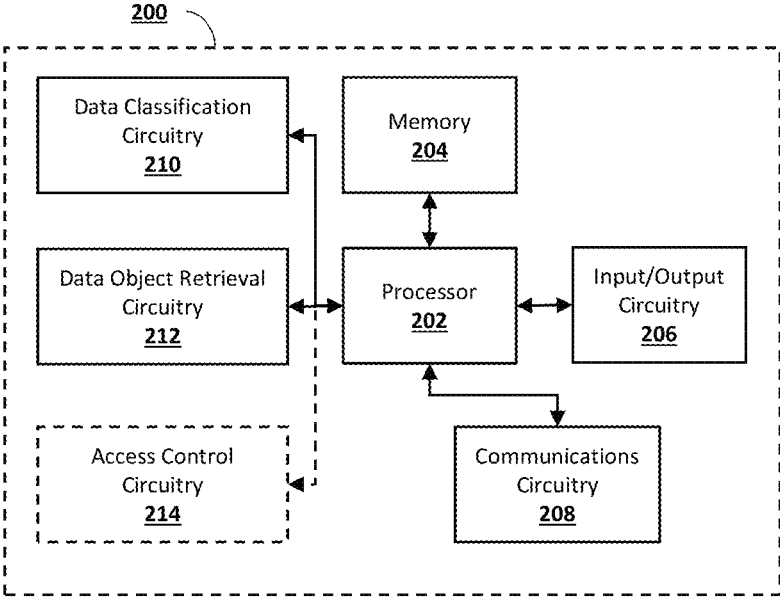 200
Data Classification
Circuitry
210
Memory
204
Data Object Retrieval
Circuitry
212
Processor
202
Input/Output
Circuitry
206
Access Control
Circuitry
214
Communications
Circuitry
208